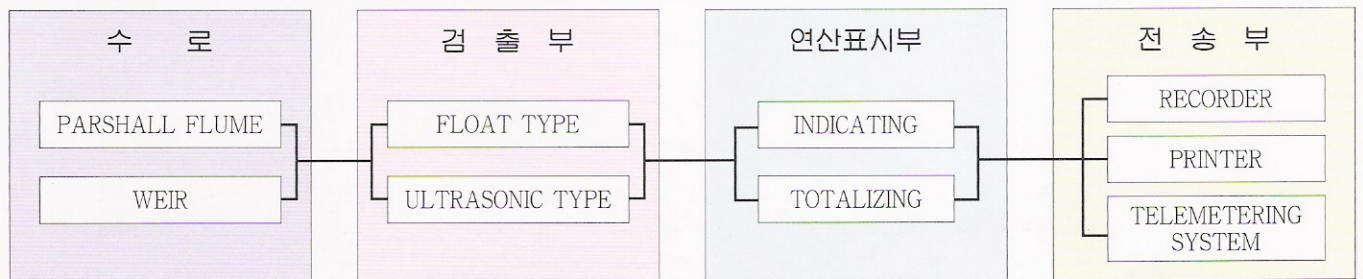 수 로
PARSHALL FLUME
WEIR
검 출 부
FLOAT TYPE
ULTRASONIC TYPE
연산표시부
INDICATING
TOTALIZING
전 송 부
RECORDER
PRINTER
TELEMETERING
SYSTEM